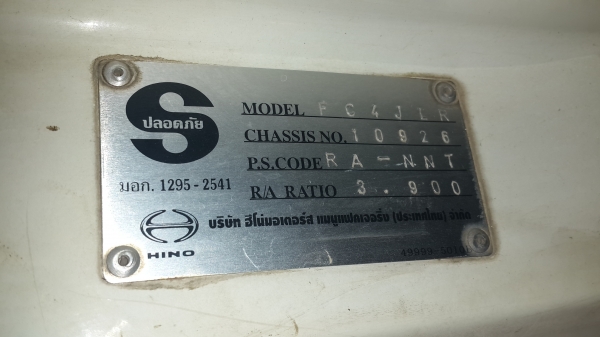 S
ปลอดภัย
มอก. 1295 - 2541
MODEL FC4J1R
CHASSIS NO. 10926
P.S.CODE RA-NNT
R/A RATIO 3.900
HINO
บริษัท ฮีโน่มอเตอร์ส แมนูแฟคเจอริ่ง (ประเทศไทย) จำกัด